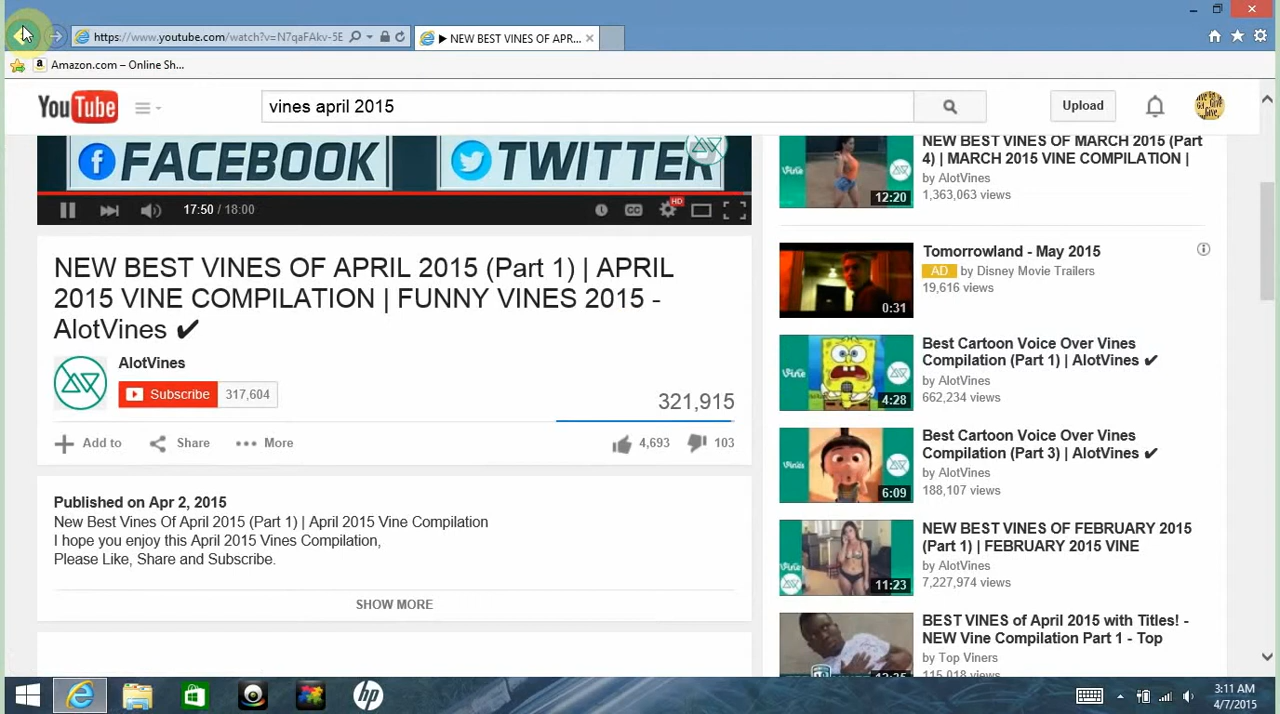 https://www.youtube.com/watch?v=N7qaFAkv-5E
▶ NEW BEST VINES OF APR...
Amazon.com – Online Sh...
YouTube
vines april 2015
Upload
FACEBOOK
TWITTER
17:50 / 18:00
CC
HD
NEW BEST VINES OF APRIL 2015 (Part 1) | APRIL
2015 VINE COMPILATION | FUNNY VINES 2015 -
AlotVines ✔
AlotVines
Subscribe 317,604
321,915
Add to
Share
More
4,693
103
Published on Apr 2, 2015
New Best Vines Of April 2015 (Part 1) | April 2015 Vine Compilation
I hope you enjoy this April 2015 Vines Compilation,
Please Like, Share and Subscribe.
SHOW MORE
Vine
12:20
NEW BEST VINES OF MARCH 2015 (Part
4) | MARCH 2015 VINE COMPILATION |
by AlotVines
1,363,063 views
0:31
Tomorrowland - May 2015
AD by Disney Movie Trailers
19,616 views
Vine
4:28
Best Cartoon Voice Over Vines
Compilation (Part 1) | AlotVines ✔
by AlotVines
662,234 views
6:09
Best Cartoon Voice Over Vines
Compilation (Part 3) | AlotVines ✔
by AlotVines
188,107 views
11:23
NEW BEST VINES OF FEBRUARY 2015
(Part 1) | FEBRUARY 2015 VINE
by AlotVines
7,227,974 views
BEST VINES of April 2015 with Titles! -
NEW Vine Compilation Part 1 - Top
by Top Viners
115,018 views
hp
3:11 AM
4/7/2015